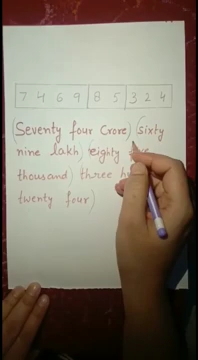 7 4 6 9 8 5 3 2 4
(Seventy four Crore) (sixty
nine lakh) (eighty
thousand) three
twenty four)